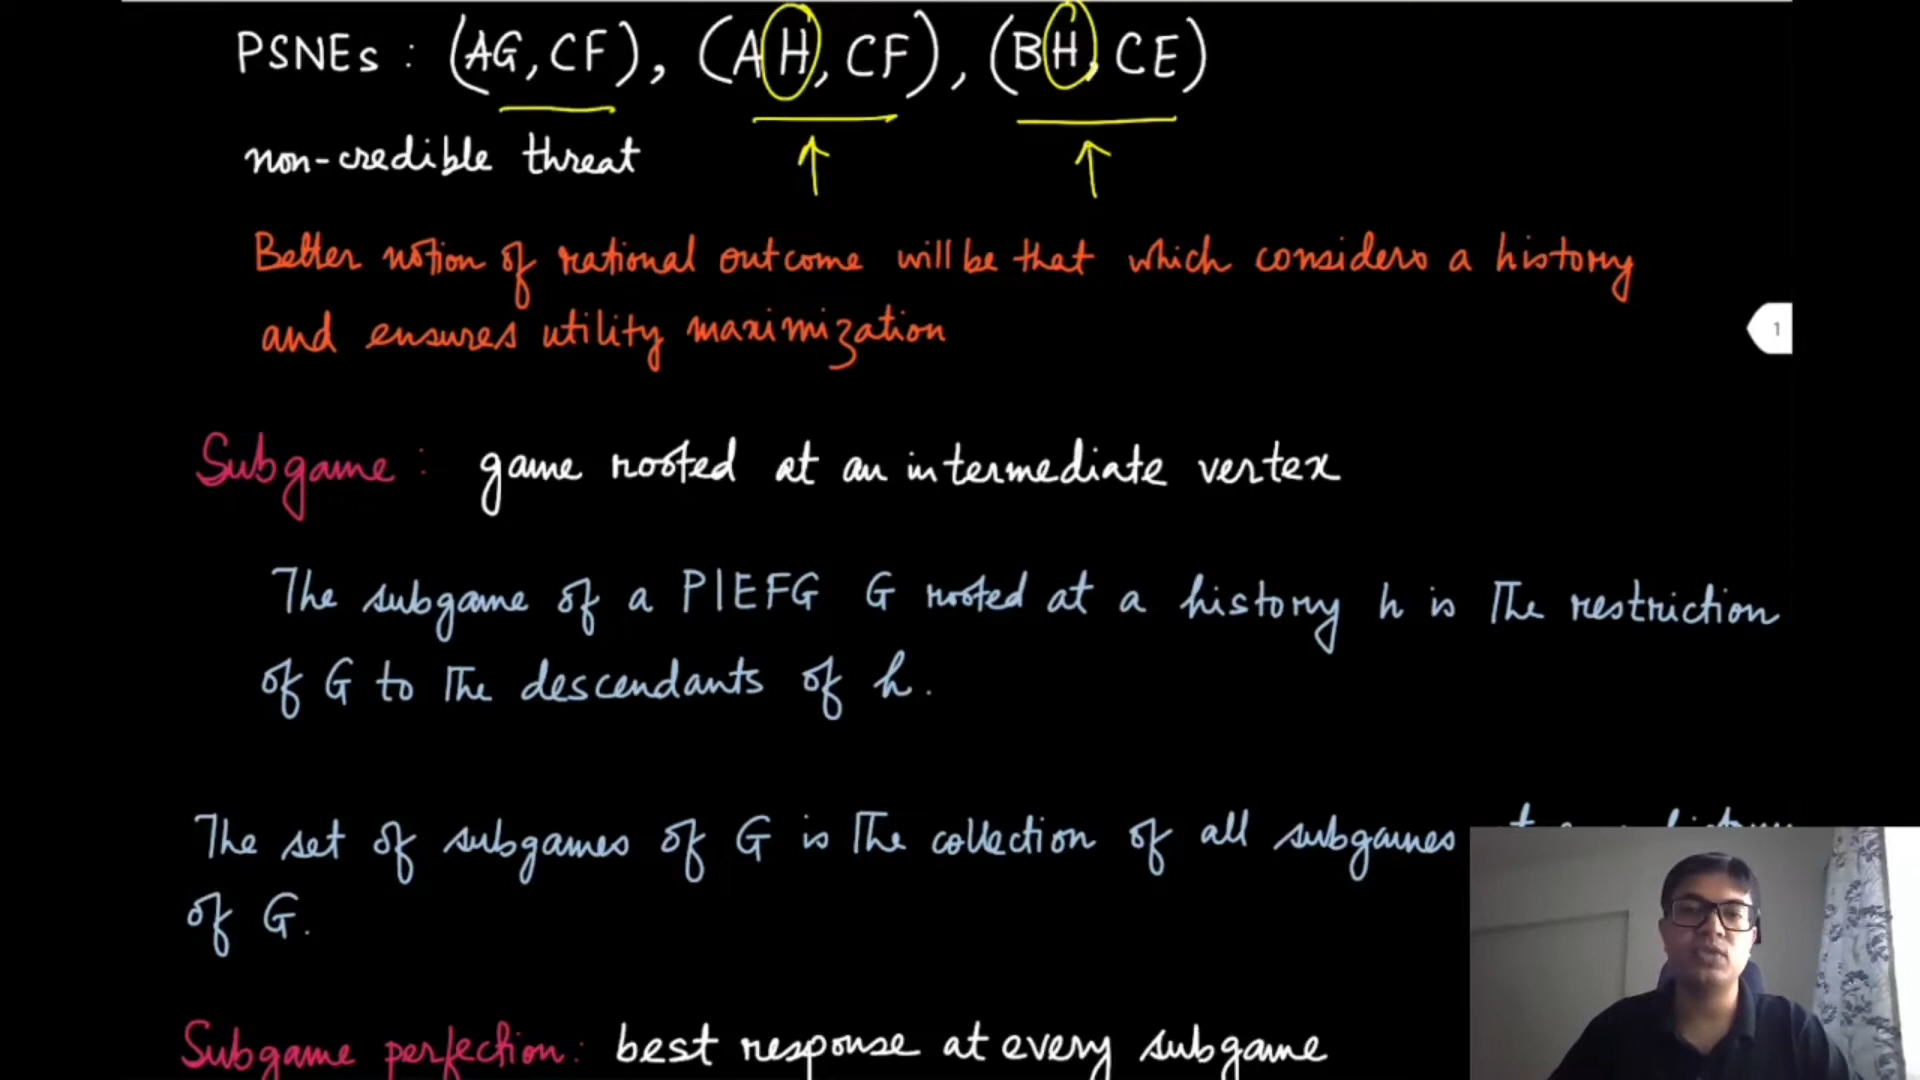 PSNEs : (AG, CF), (AH, CF), (BH, CE)
non-credible threat
Better notion of rational outcome will be that which considers a history
and ensures utility maximization
1
Subgame : game rooted at an intermediate vertex
The subgame of a PIEFG G rooted at a history h is the restriction
of G to the descendants of h.
The set of subgames of G is the collection of all subgames
of G.
Subgame perfection : best response at every subgame